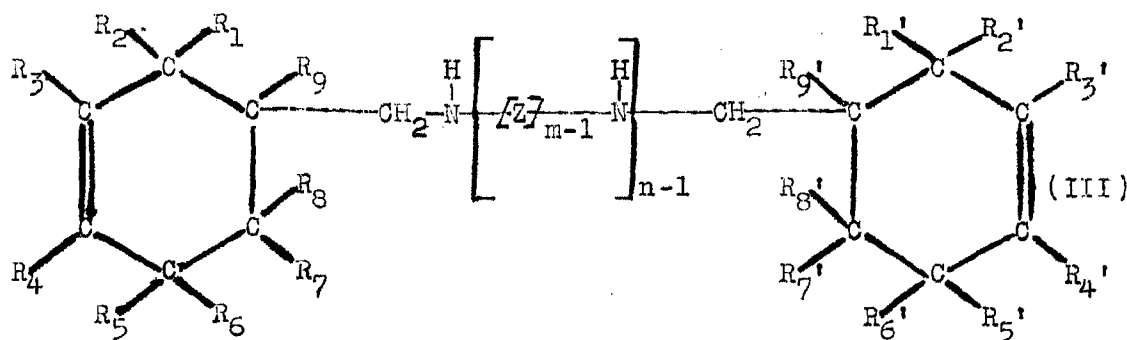 R2 R1 R1' R2'
R3 R9 H H R9' R3'
C C
C C CH2 N [Z]m-1 N n-1 CH2 C C
R8 R8' (III)
C C C C
R4 C R7 R7' C R4'
R5 R6 R6' R5'